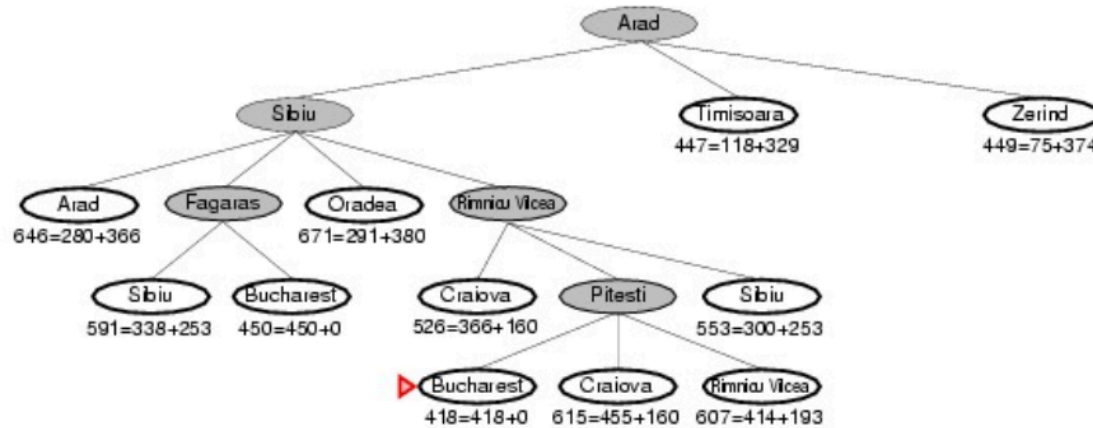 Arad
Sibiu Timisoara Zerind
447=118+329 449=75+374
Arad Fagaras Oradea Rimnicu Vilcea
646=280+366 671=291+380
Sibiu Bucharest Craiova Pitesti Sibiu
591=338+253 450=450+0 526=366+160 553=300+253
Bucharest Craiova Rimnicu Vilcea
418=418+0 615=455+160 607=414+193